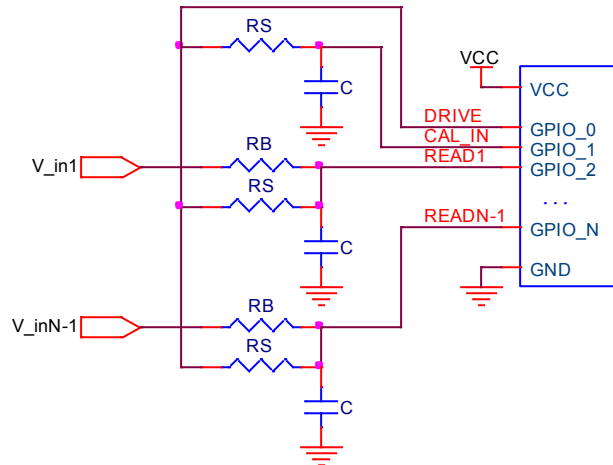 RS
VCC
VCC
C
DRIVE
GPIO_0
CAL_IN
GPIO_1
V_in1
RB
READ1
GPIO_2
RS
...
READN-1
GPIO_N
C
GND
RB
V_inN-1
RS
C